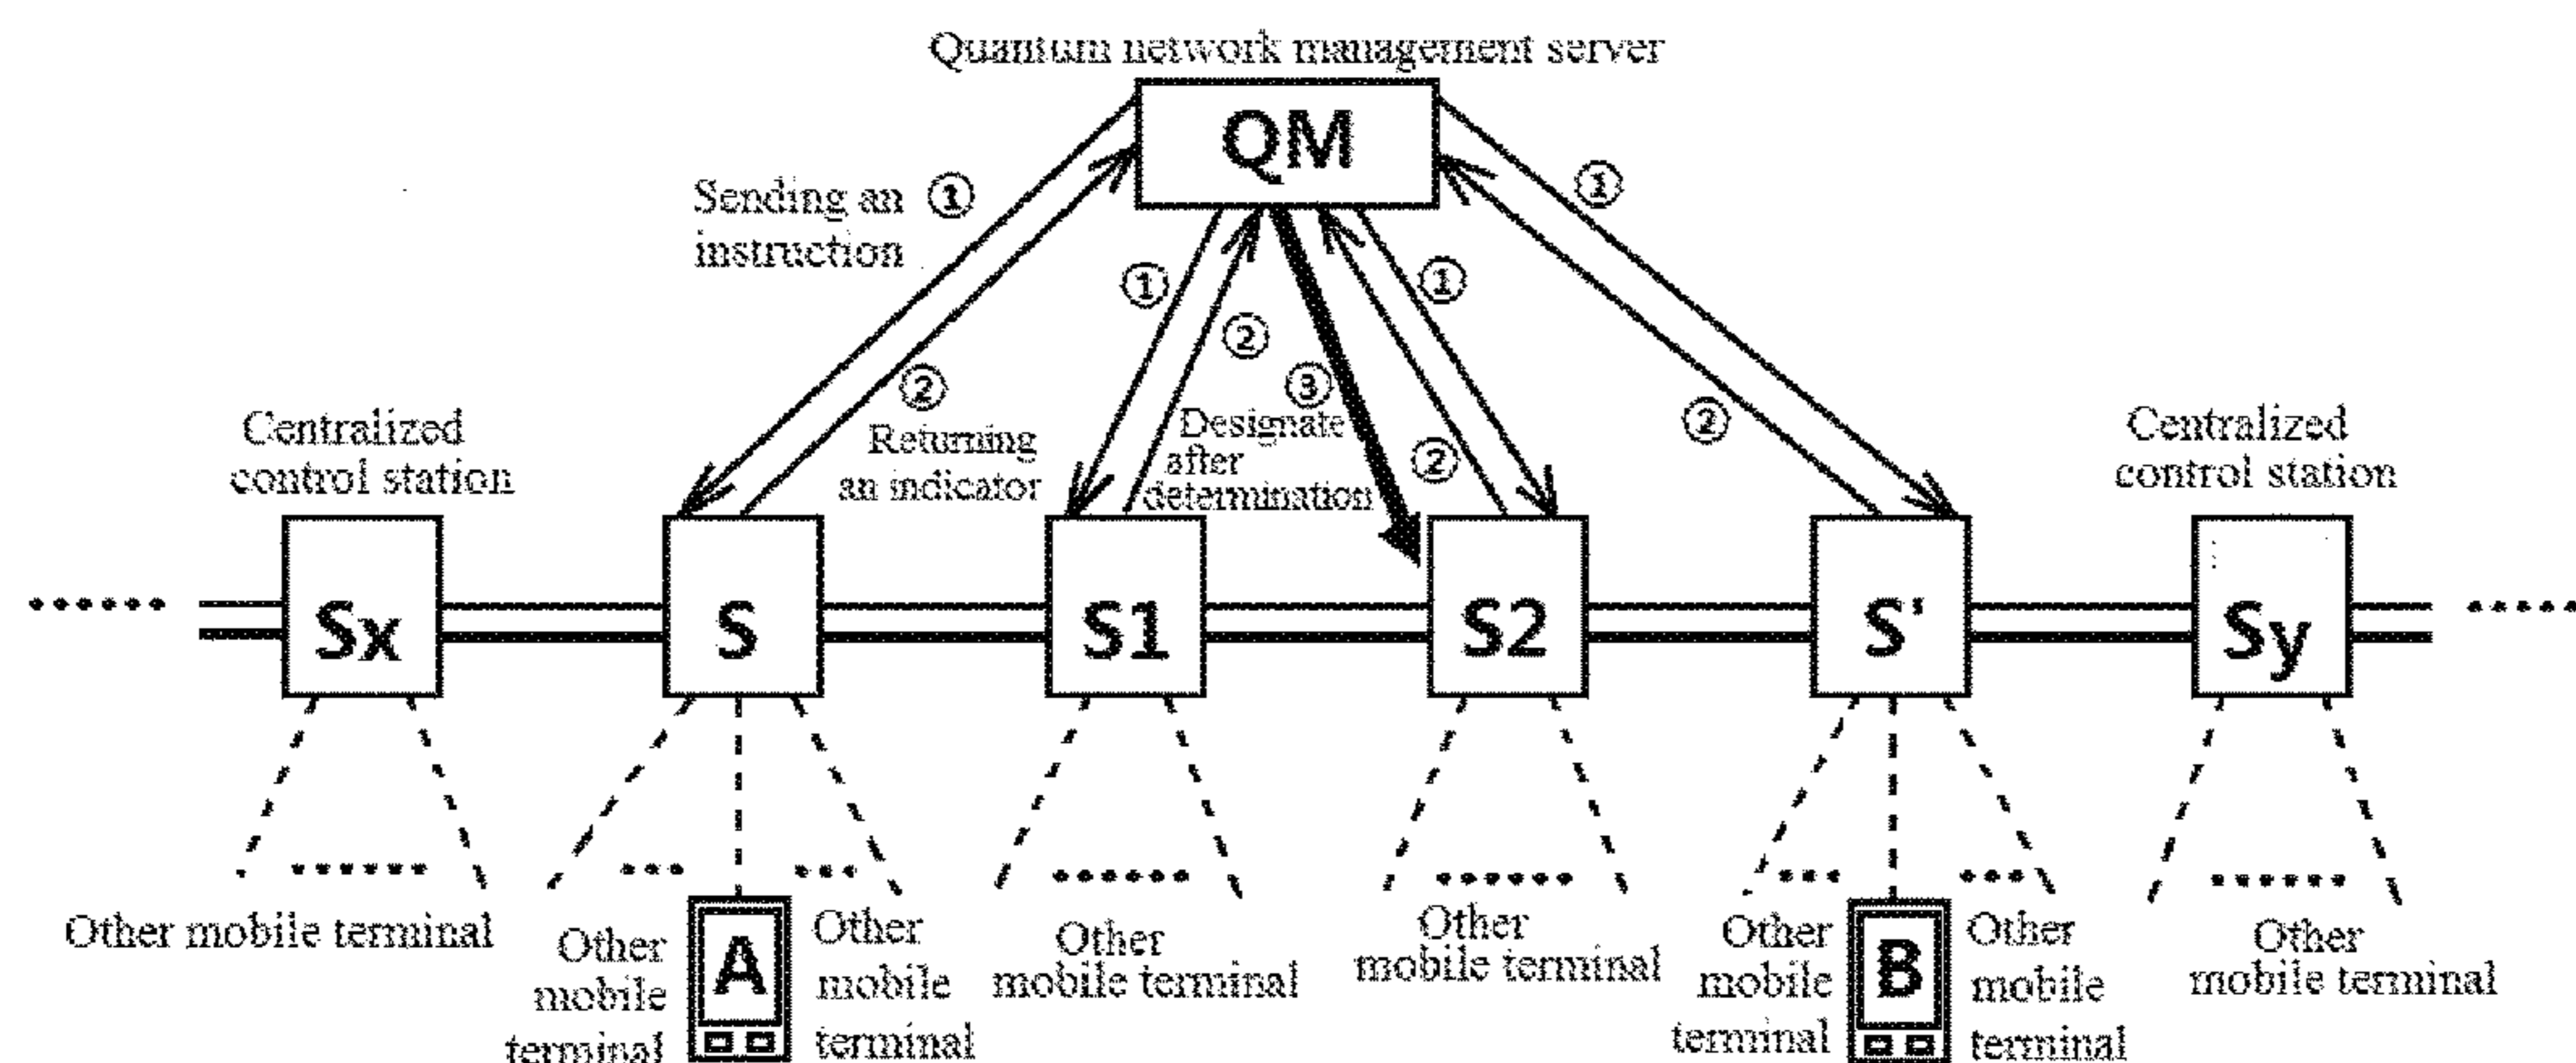 Quantum network management server
QM
Sending an ①
instruction
①
①
①
②
②
②
②
③
Returning
an indicator
Designate
after
determination
Centralized
control station
Centralized
control station
Sx
S
S1
S2
S'
Sy
Other mobile terminal
Other
mobile
terminal
A
Other
mobile
terminal
Other
mobile terminal
Other
mobile terminal
Other
mobile
terminal
B
Other
mobile
terminal
Other
mobile terminal